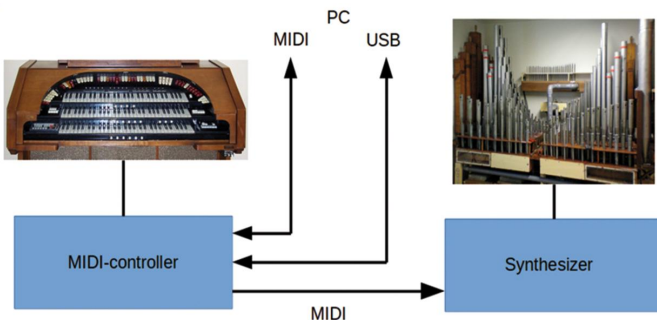 PC
MIDI USB
MIDI-controller
Synthesizer
MIDI